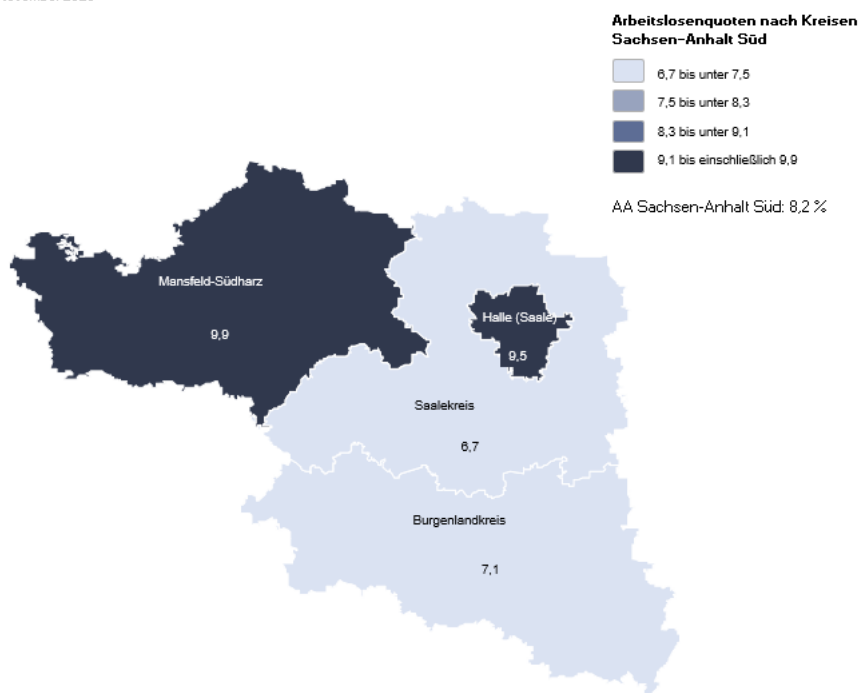 Arbeitslosenquoten nach Kreisen
Sachsen-Anhalt Süd
6,7 bis unter 7,5
7,5 bis unter 8,3
8,3 bis unter 9,1
9,1 bis einschließlich 9,9
AA Sachsen-Anhalt Süd: 8,2 %
Mansfeld-Südharz
9,9
Halle (Saale)
9,5
Saalekreis
6,7
Burgenlandkreis
7,1